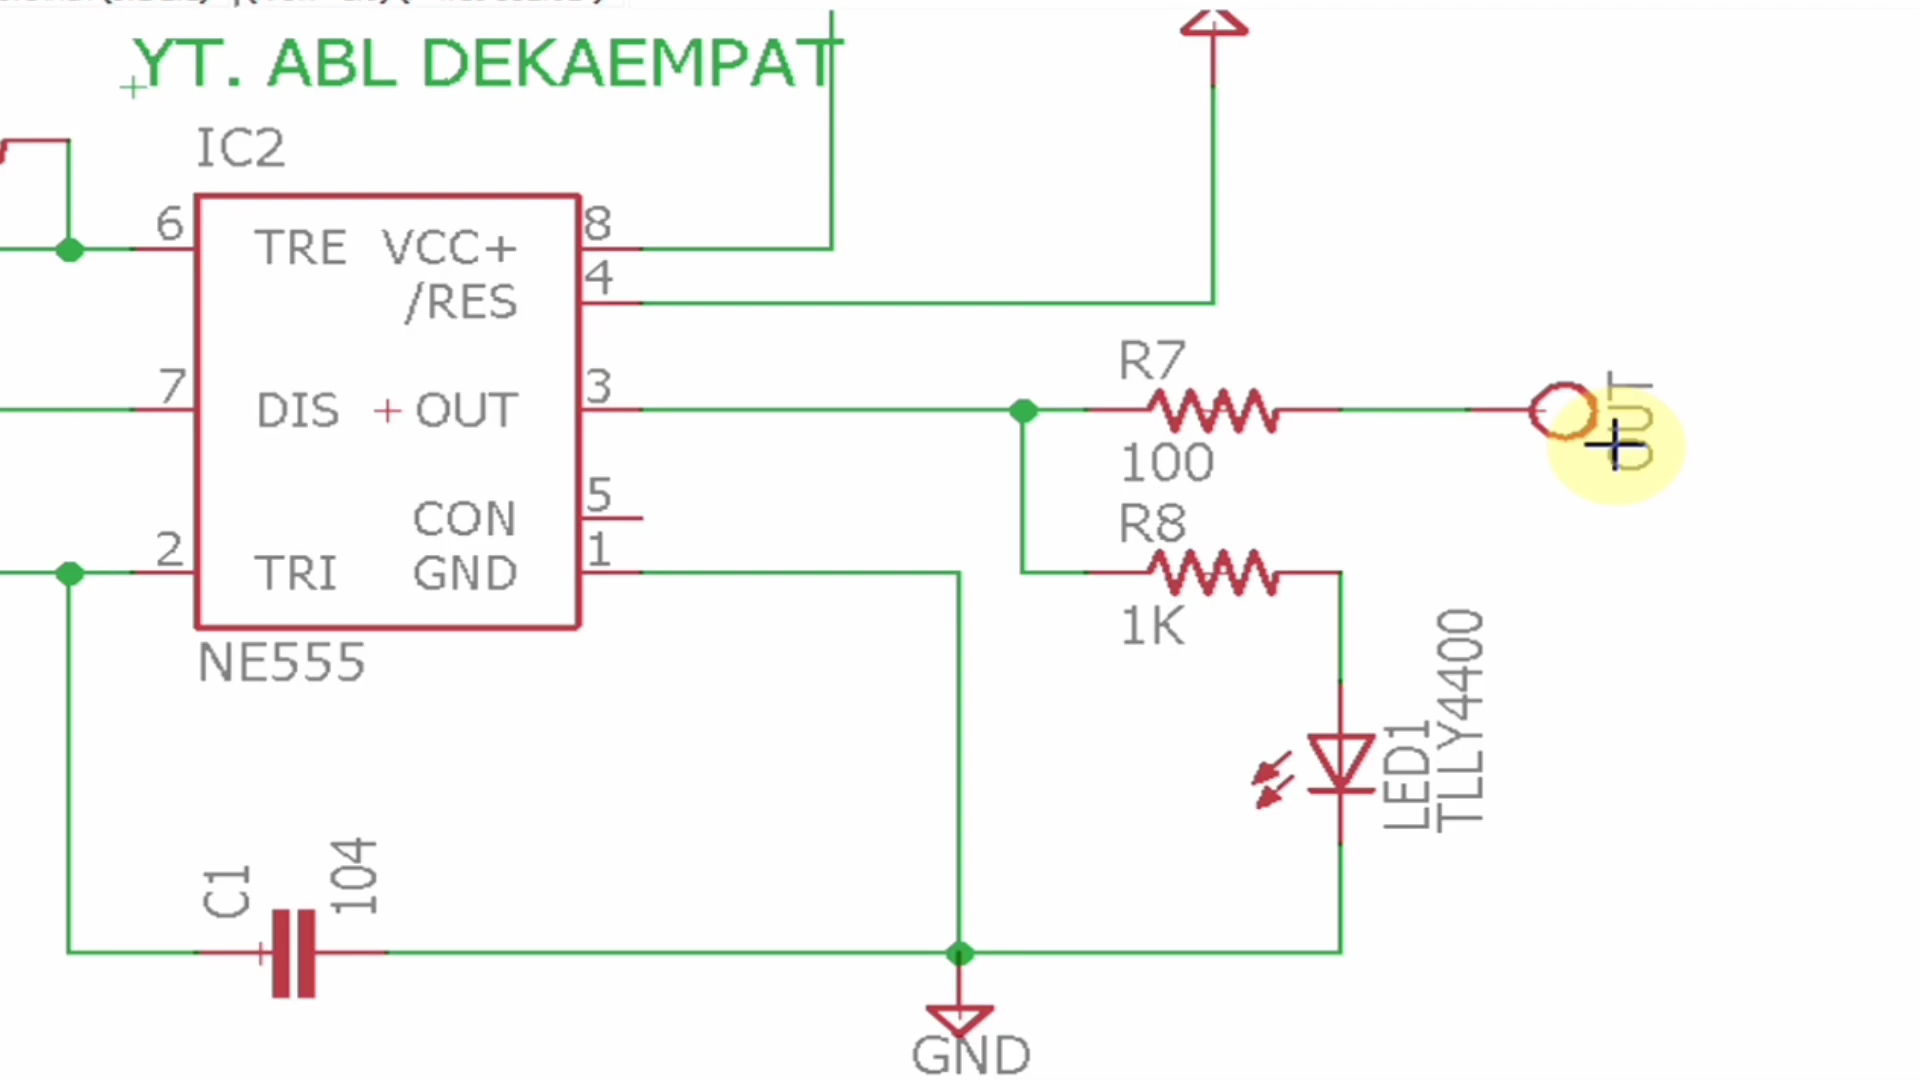 YT. ABL DEKAEMPAT
IC2
6 TRE VCC+ 8
/RES 4
7 DIS OUT 3
CON 5
2 TRI GND 1
NE555
R7
100
OUT
R8
1K
LED1
TLLY4400
C1
104
GND